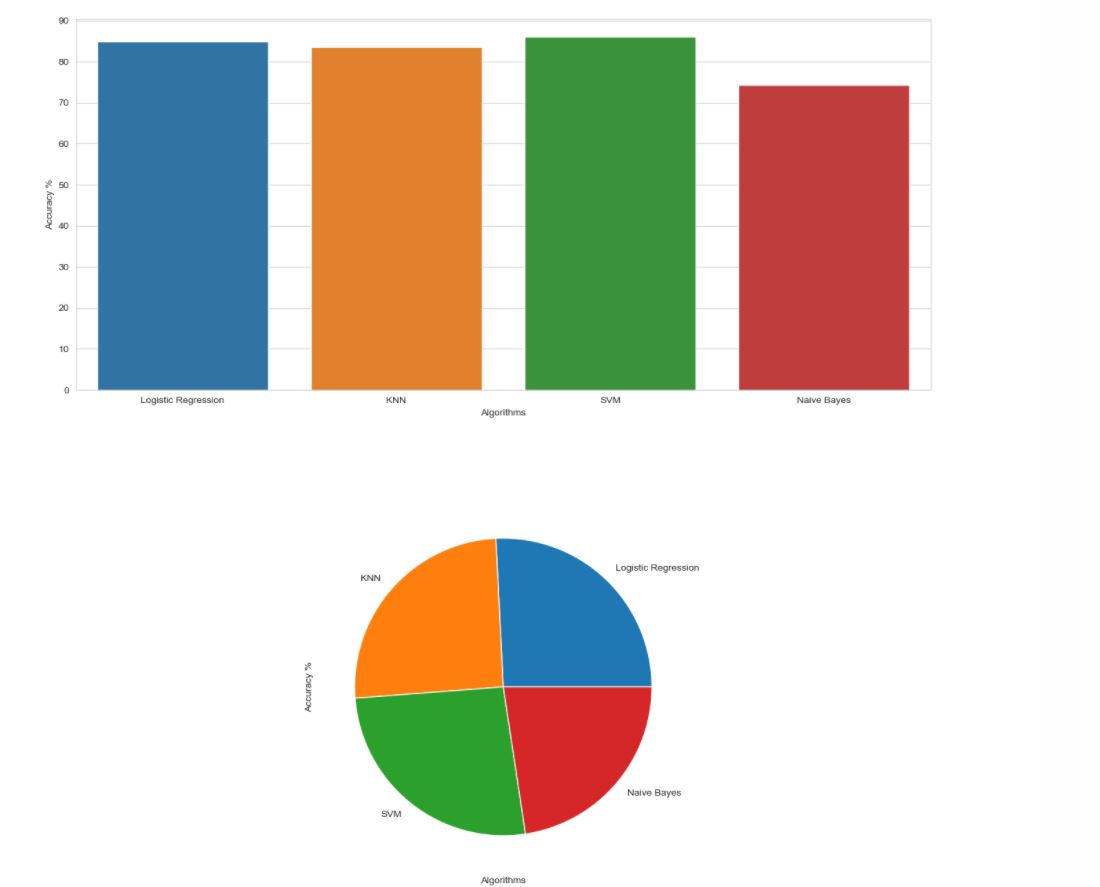 90
80
70
60
50
40
30
20
10
0
Accuracy %
Logistic Regression KNN SVM Naive Bayes
Algorithms
Logistic Regression
KNN
Accuracy %
Naive Bayes
SVM
Algorithms